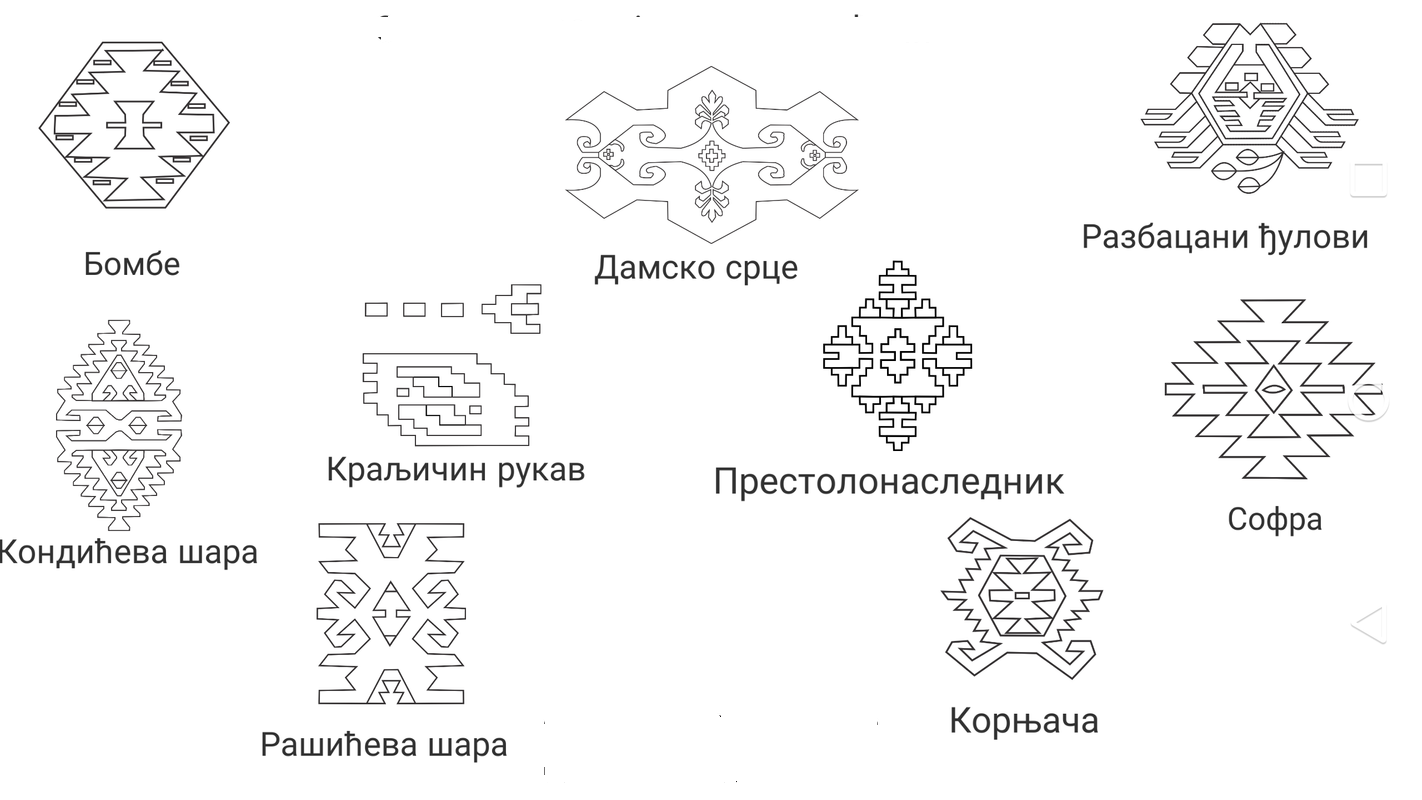 Бомбе
Дамско срце
Разбацани ђулови
Кондићева шара
Краљичин рукав
Престолонаследник
Софра
Рашићева шара
Корњача